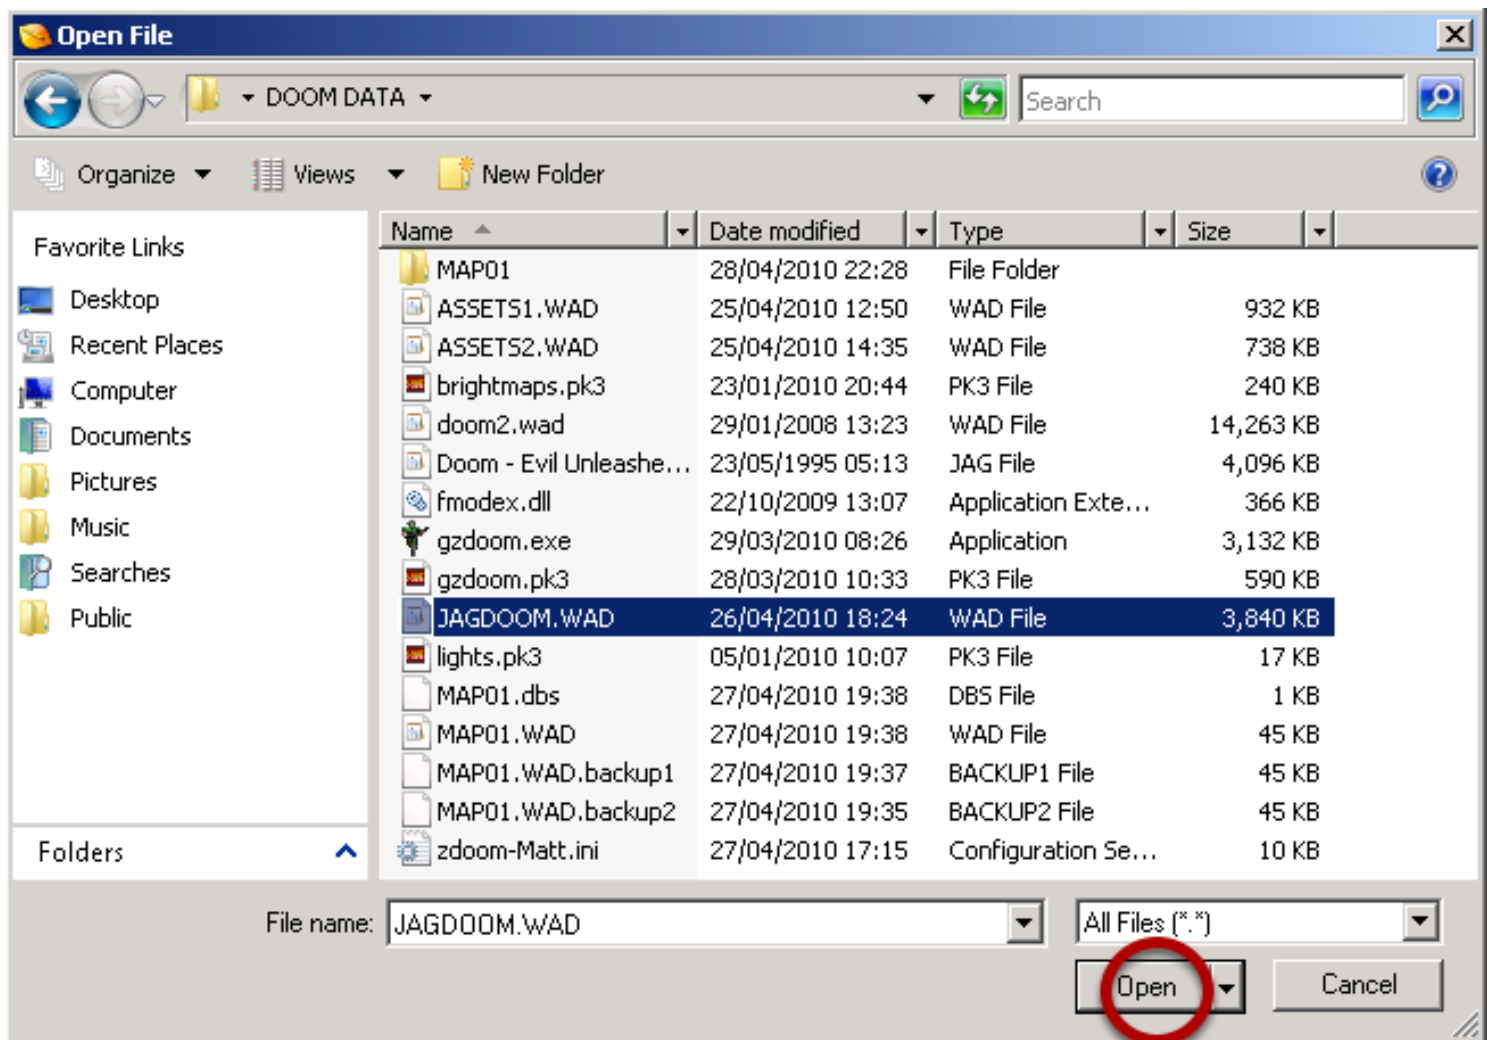 Open File
DOOM DATA
Search
Organize Views New Folder
Favorite Links
Desktop
Recent Places
Computer
Documents
Pictures
Music
Searches
Public
Folders
Name Date modified Type Size
MAP01 28/04/2010 22:28 File Folder
ASSETS1.WAD 25/04/2010 12:50 WAD File 932 KB
ASSETS2.WAD 25/04/2010 14:35 WAD File 738 KB
brightmaps.pk3 23/01/2010 20:44 PK3 File 240 KB
doom2.wad 29/01/2008 13:23 WAD File 14,263 KB
Doom - Evil Unleashe... 23/05/1995 05:13 JAG File 4,096 KB
fmodex.dll 22/10/2009 13:07 Application Exte... 366 KB
gzdoom.exe 29/03/2010 08:26 Application 3,132 KB
gzdoom.pk3 28/03/2010 10:33 PK3 File 590 KB
JAGDOOM.WAD 26/04/2010 18:24 WAD File 3,840 KB
lights.pk3 05/01/2010 10:07 PK3 File 17 KB
MAP01.dbs 27/04/2010 19:38 DBS File 1 KB
MAP01.WAD 27/04/2010 19:38 WAD File 45 KB
MAP01.WAD.backup1 27/04/2010 19:37 BACKUP1 File 45 KB
MAP01.WAD.backup2 27/04/2010 19:35 BACKUP2 File 45 KB
zdoom-Matt.ini 27/04/2010 17:15 Configuration Se... 10 KB
File name: JAGDOOM.WAD All Files (*.*)
Open Cancel